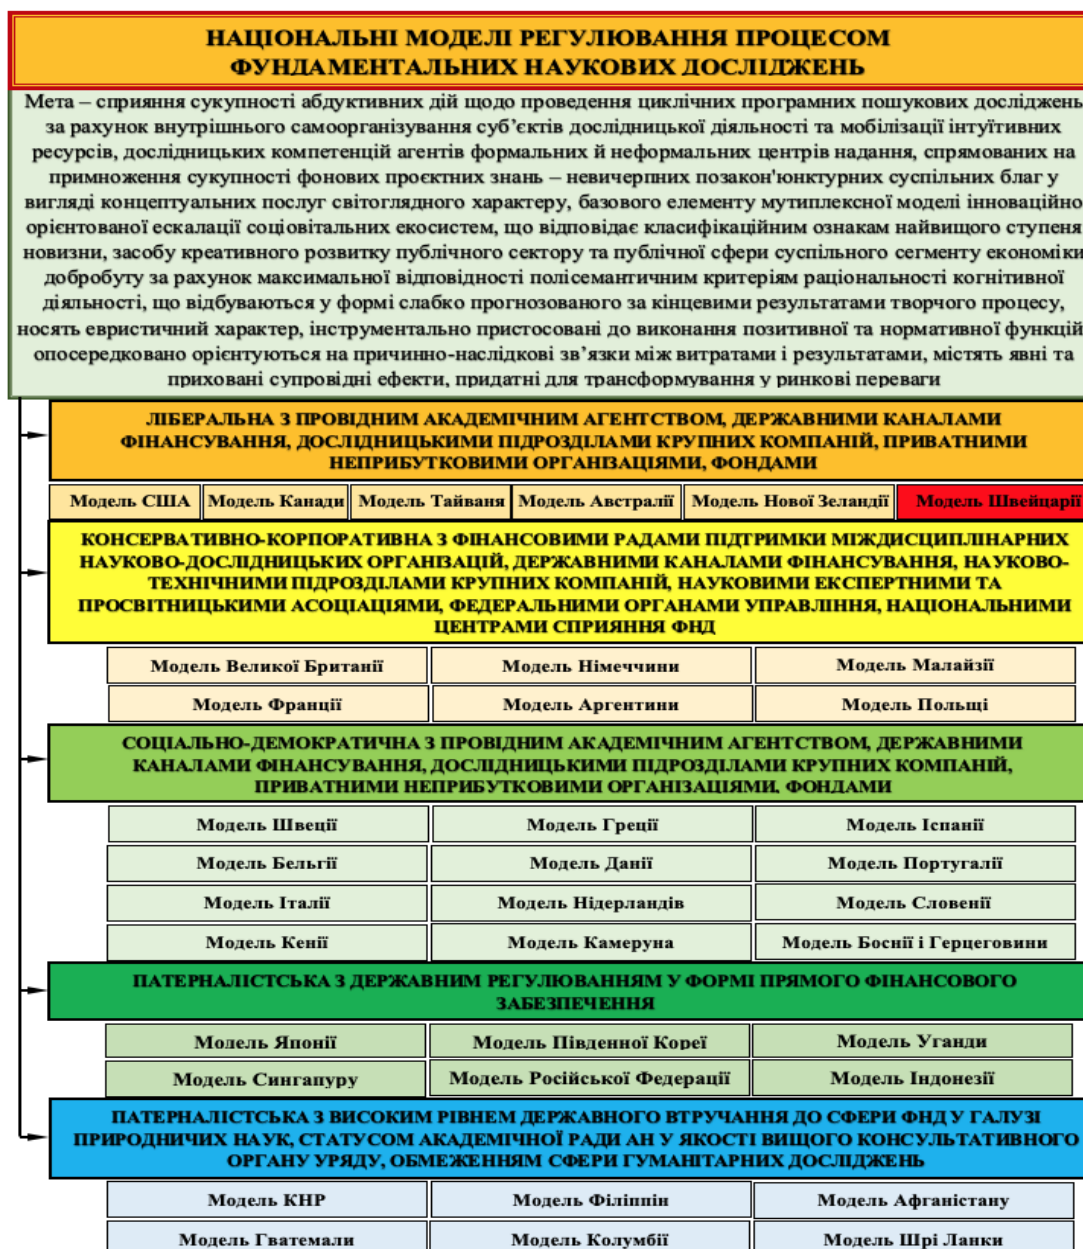 НАЦІОНАЛЬНІ МОДЕЛІ РЕГУЛЮВАННЯ ПРОЦЕСОМ
ФУНДАМЕНТАЛЬНИХ НАУКОВИХ ДОСЛІДЖЕНЬ
Мета – сприяння сукупності абдуктивних дій щодо проведення циклічних програмних пошукових досліджень
за рахунок внутрішнього самоорганізування суб’єктів дослідницької діяльності та мобілізації інтуїтивних
ресурсів, дослідницьких компетенцій агентів формальних й неформальних центрів надання, спрямованих на
примноження сукупності фонових проєктних знань – невичерпних позакон'юнктурних суспільних благ у
вигляді концептуальних послуг світоглядного характеру, базового елементу мутиплексної моделі інноваційно
орієнтованої ескалації соціовітальних екосистем, що відповідає класифікаційним ознакам найвищого ступеня
новизни, засобу креативного розвитку публічного сектору та публічної сфери суспільного сегменту економіки
добробуту за рахунок максимальної відповідності полісемантичним критеріям раціональності когнітивної
діяльності, що відбуваються у формі слабко прогнозованого за кінцевими результатами творчого процесу,
носять евристичний характер, інструментально пристосовані до виконання позитивної та нормативної функцій
опосередковано орієнтуються на причинно-наслідкові зв’язки між витратами і результатами, містять явні та
приховані супровідні ефекти, придатні для трансформування у ринкові переваги
ЛІБЕРАЛЬНА З ПРОВІДНИМ АКАДЕМІЧНИМ АГЕНТСТВОМ, ДЕРЖАВНИМИ КАНАЛАМИ
ФІНАНСУВАННЯ, ДОСЛІДНИЦЬКИМИ ПІДРОЗДІЛАМИ КРУПНИХ КОМПАНІЙ, ПРИВАТНИМИ
НЕПРИБУТКОВИМИ ОРГАНІЗАЦІЯМИ, ФОНДАМИ
Модель США Модель Канади Модель Тайваня Модель Австралії Модель Нової Зеландії Модель Швейцарії
КОНСЕРВАТИВНО-КОРПОРАТИВНА З ФІНАНСОВИМИ РАДАМИ ПІДТРИМКИ МІЖДИСЦИПЛІНАРНИХ
НАУКОВО-ДОСЛІДНИЦЬКИХ ОРГАНІЗАЦІЙ, ДЕРЖАВНИМИ КАНАЛАМИ ФІНАНСУВАННЯ, НАУКОВО-
ТЕХНІЧНИМИ ПІДРОЗДІЛАМИ КРУПНИХ КОМПАНІЙ, НАУКОВИМИ ЕКСПЕРТНИМИ ТА
ПРОСВІТНИЦЬКИМИ АСОЦІАЦІЯМИ, ФЕДЕРАЛЬНИМИ ОРГАНАМИ УПРАВЛІННЯ, НАЦІОНАЛЬНИМИ
ЦЕНТРАМИ СПРИЯННЯ ФНД
Модель Великої Британії Модель Німеччини Модель Малайзії
Модель Франції Модель Аргентини Модель Польщі
СОЦІАЛЬНО-ДЕМОКРАТИЧНА З ПРОВІДНИМ АКАДЕМІЧНИМ АГЕНТСТВОМ, ДЕРЖАВНИМИ
КАНАЛАМИ ФІНАНСУВАННЯ, ДОСЛІДНИЦЬКИМИ ПІДРОЗДІЛАМИ КРУПНИХ КОМПАНІЙ,
ПРИВАТНИМИ НЕПРИБУТКОВИМИ ОРГАНІЗАЦІЯМИ. ФОНДАМИ
Модель Швеції Модель Греції Модель Іспанії
Модель Бельгії Модель Данії Модель Португалії
Модель Італії Модель Нідерландів Модель Словенії
Модель Кенії Модель Камеруна Модель Боснії і Герцеговини
ПАТЕРНАЛІСТСЬКА З ДЕРЖАВНИМ РЕГУЛЮВАННЯМ У ФОРМІ ПРЯМОГО ФІНАНСОВОГО
ЗАБЕЗПЕЧЕННЯ
Модель Японії Модель Південної Кореї Модель Уганди
Модель Сингапуру Модель Російської Федерації Модель Індонезії
ПАТЕРНАЛІСТСЬКА З ВИСОКИМ РІВНЕМ ДЕРЖАВНОГО ВТРУЧАННЯ ДО СФЕРИ ФНД У ГАЛУЗІ
ПРИРОДНИЧИХ НАУК, СТАТУСОМ АКАДЕМІЧНОЇ РАДИ АН У ЯКОСТІ ВИЩОГО КОНСУЛЬТАТИВНОГО
ОРГАНУ УРЯДУ, ОБМЕЖЕННЯМ СФЕРИ ГУМАНІТАРНИХ ДОСЛІДЖЕНЬ
Модель КНР Модель Філіппін Модель Афганістану
Модель Гватемали Модель Колумбії Модель Шрі Ланки